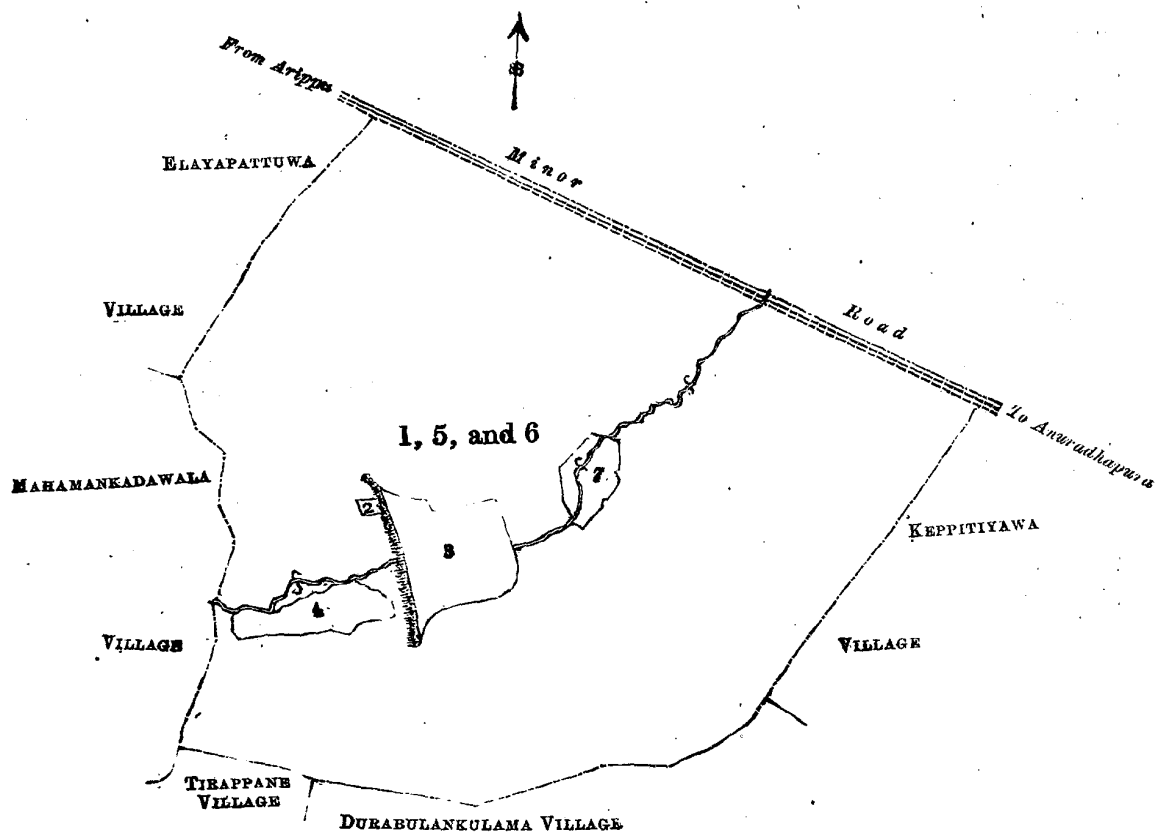 From Arippu
ELAYAPATTUWA
VILLAGE
Minor
Road
To Anuradhapura
1, 5, and 6
7
2
3
4
MAHAMANKADAWALA
VILLAGE
KEPPITIYAWA
VILLAGE
TIRAPPANE
VILLAGE
DURABULANKULAMA VILLAGE